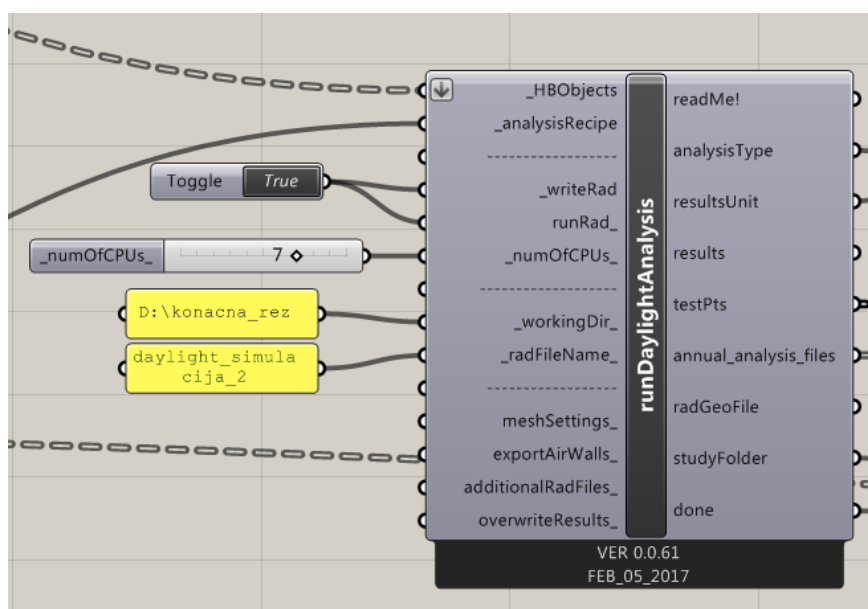 _HBObjects
_analysisRecipe
--------------------
_writeRad
runRad_
_numOfCPUs_
--------------------
_workingDir_
_radFileName_
--------------------
meshSettings_
exportAirWalls_
additionalRadFiles_
overwriteResults_
runDaylightAnalysis
readMe!
analysisType
resultsUnit
results
testPts
annual_analysis_files
radGeoFile
studyFolder
done
Toggle True
_numOfCPUs_ 7
D:\konacna_rez
daylight_simula
cija_2
VER 0.0.61
FEB_05_2017